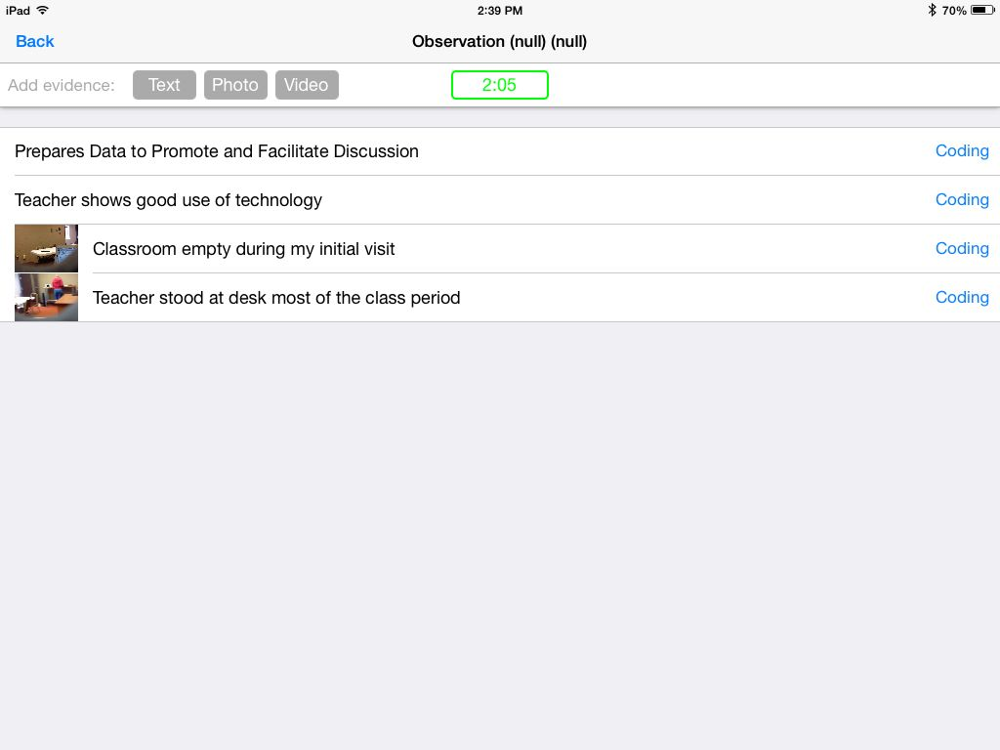 iPad 2:39 PM 70%
Back Observation (null) (null)
Add evidence: Text Photo Video 2:05
Prepares Data to Promote and Facilitate Discussion Coding
Teacher shows good use of technology Coding
Classroom empty during my initial visit Coding
Teacher stood at desk most of the class period Coding